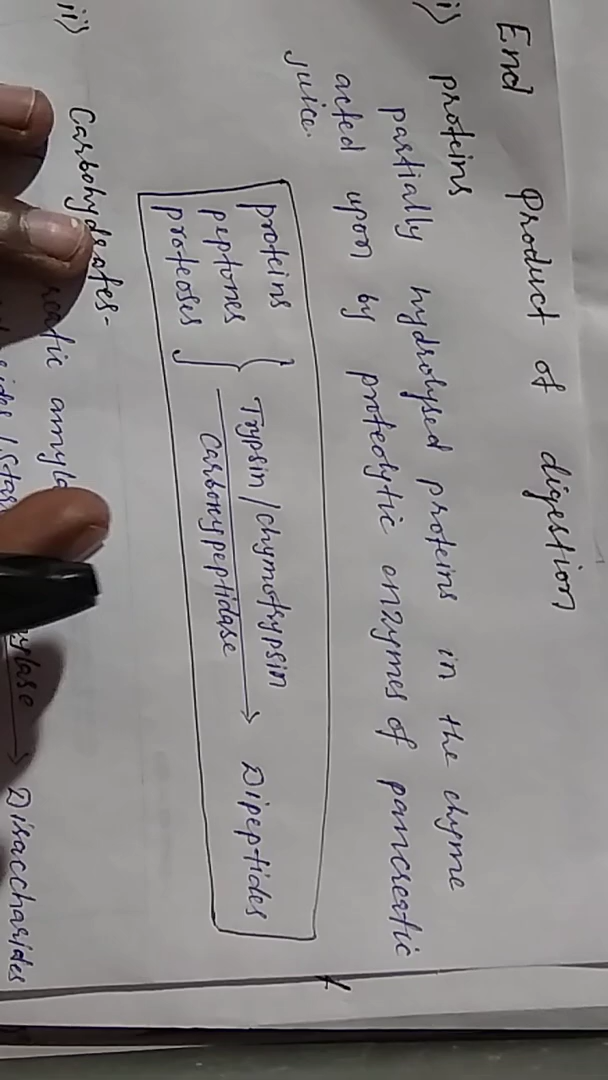 End Product of digestion
i) proteins
partially hydrolysed proteins in the chyme
acted upon by proteolytic enzymes of pancreatic
juice.
proteins
peptones
proteoses
Trypsin/chymotrypsin
Carboxypeptidase
→ Dipeptides
ii) Carbohydrates-
→ Disaccharides